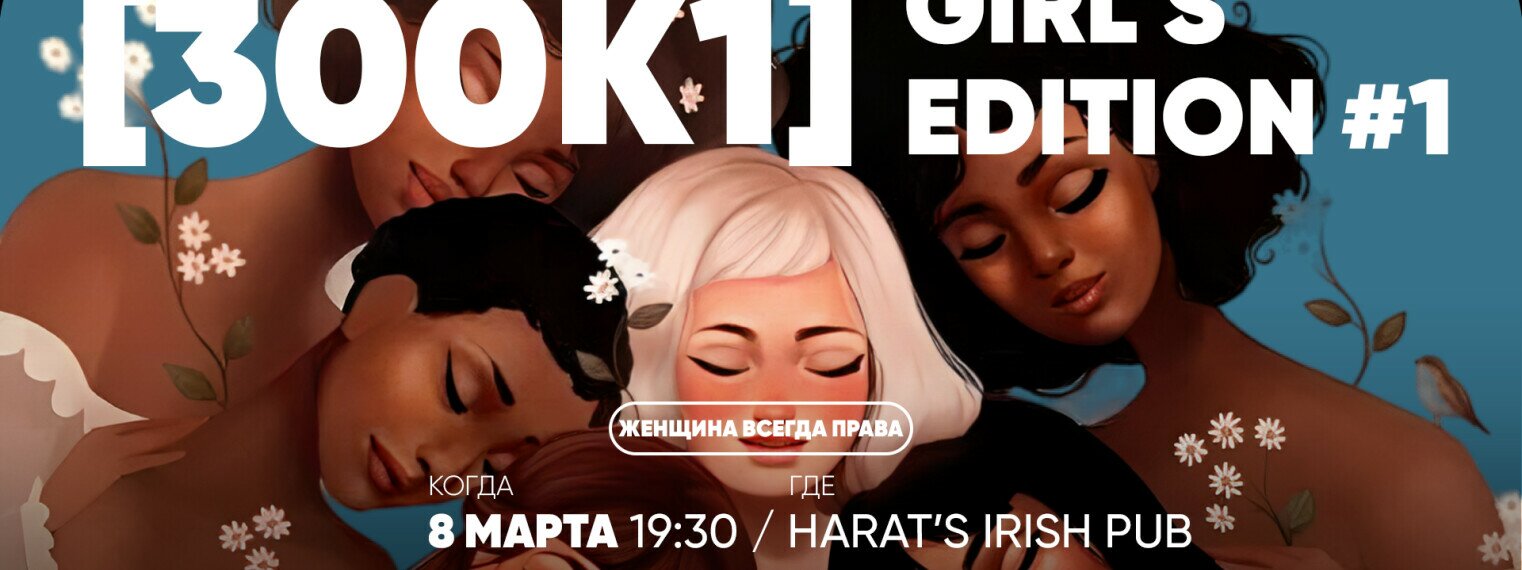 [300K1]
GIRL'S
EDITION #1
ЖЕНЩИНА ВСЕГДА ПРАВА
КОГДА
8 МАРТА 19:30 /
ГДЕ
HARAT'S IRISH PUB